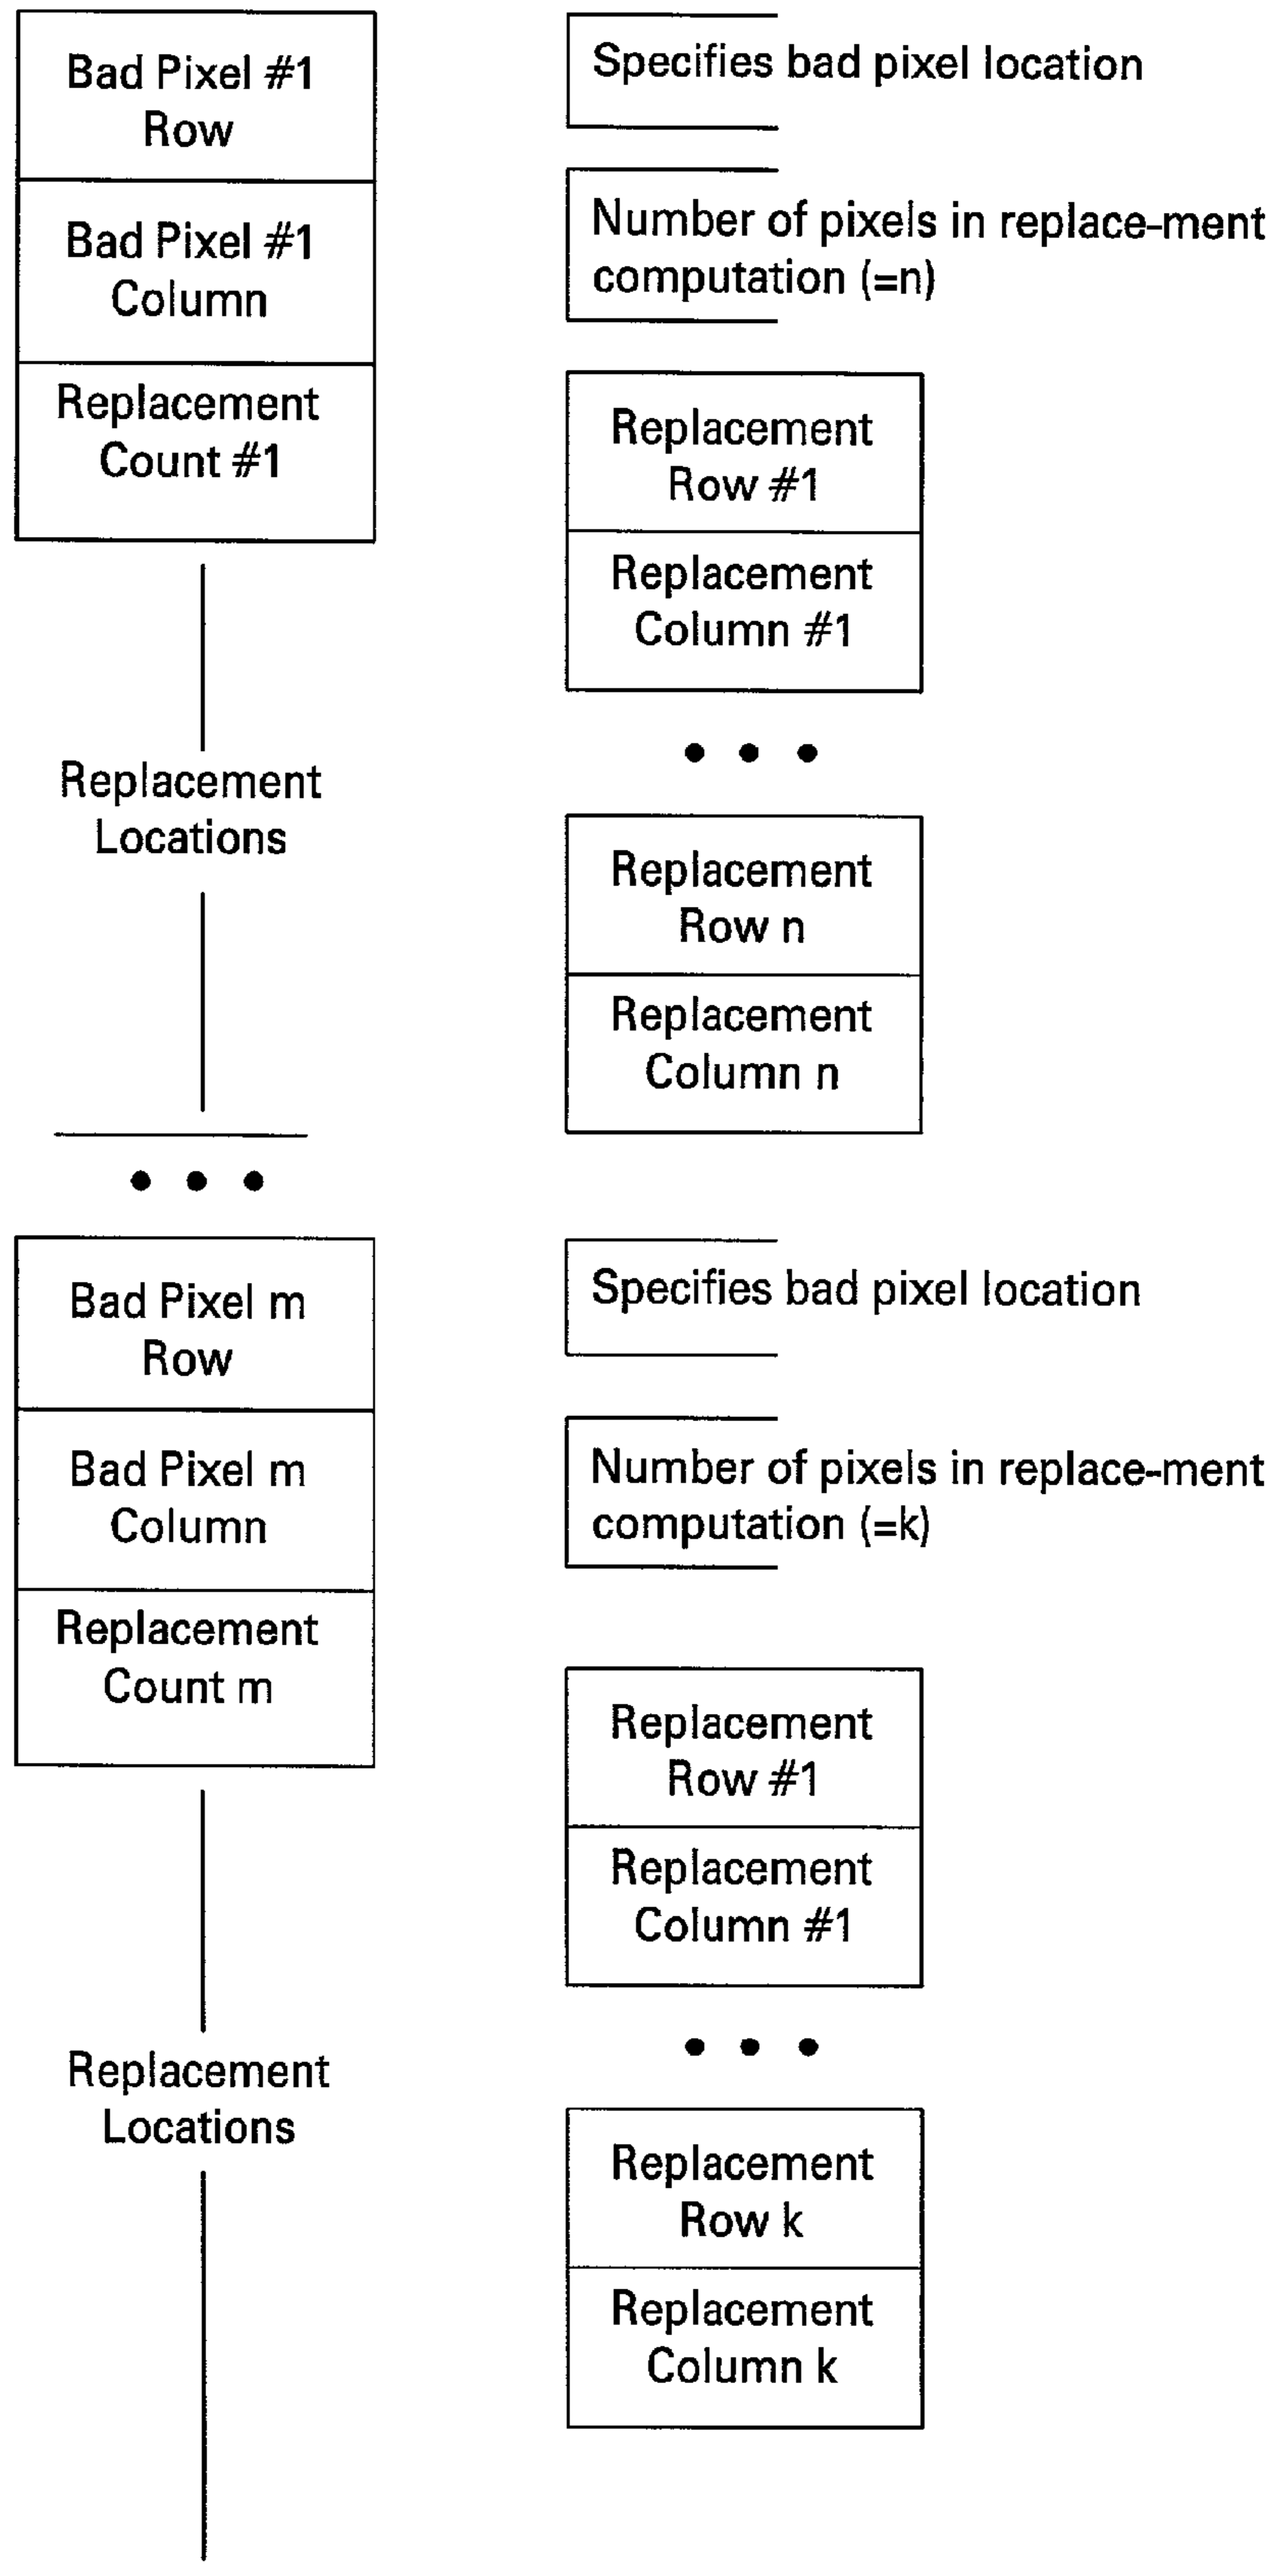 Bad Pixel #1
Row
Specifies bad pixel location
Bad Pixel #1
Column
Number of pixels in replace-ment
computation (=n)
Replacement
Count #1
Replacement
Row #1
Replacement
Column #1
Replacement
Locations
Replacement
Row n
Replacement
Column n
Bad Pixel m
Row
Specifies bad pixel location
Bad Pixel m
Column
Number of pixels in replace-ment
computation (=k)
Replacement
Count m
Replacement
Row #1
Replacement
Column #1
Replacement
Locations
Replacement
Row k
Replacement
Column k